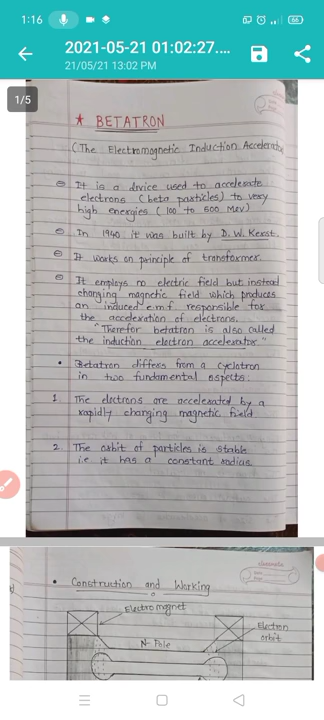 1:16
66
2021-05-21 01:02:27....
21/05/21 13:02 PM
1/5
★ BETATRON
(The Electromagnetic Induction Accelerator
It is a device used to accelerate
electrons (beta particles) to very
high energies (100 to 500 Mev)
In 1940 it was built by D. W. Kerst.
It works on principle of transformer.
It employs no electric field but instead
changing magnetic field which produces
an induced e.m.f responsible for
the acceleration of electrons.
"Therefor betatron is also called
the induction electron accelerator."
• Betatron differs from a cyclotron
in two fundamental aspects:
1. The electrons are accelerated by a
rapidly changing magnetic field
2. The orbit of particles is stable
i.e it has a constant radius
Classmate
• Construction and Working
Electromagnet
N-Pole
Electron
orbit